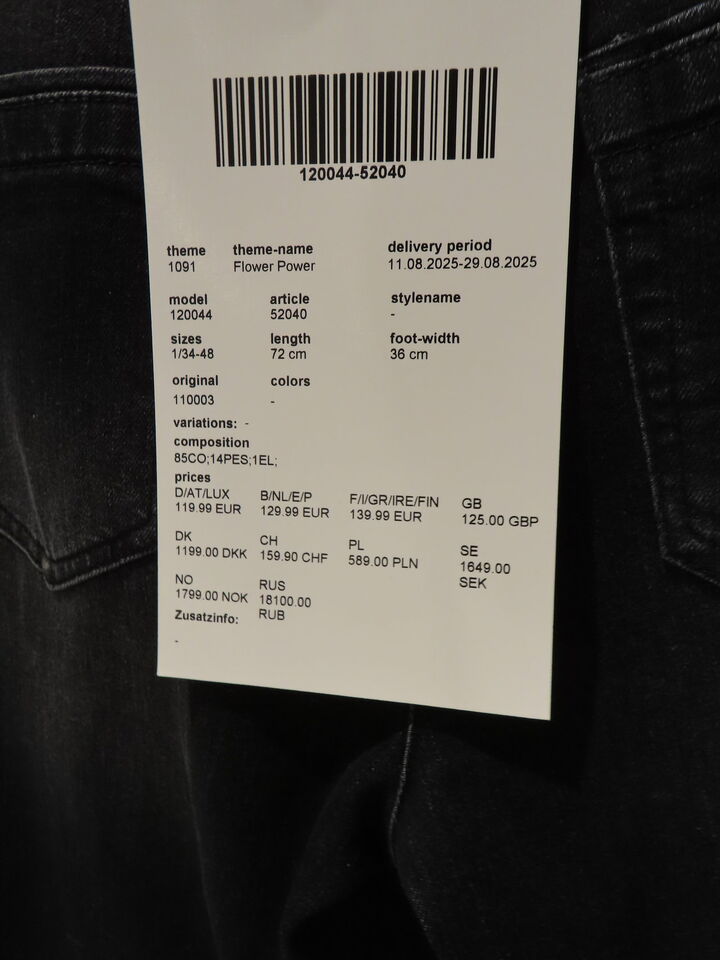 120044-52040
theme theme-name delivery period
1091 Flower Power 11.08.2025-29.08.2025
model article stylename
120044 52040 -
sizes length foot-width
1/34-48 72 cm 36 cm
original colors
110003 -
variations: -
composition
85CO;14PES;1EL;
prices
D/AT/LUX B/NL/E/P F/I/GR/IRE/FIN GB
119.99 EUR 129.99 EUR 139.99 EUR 125.00 GBP
DK CH PL SE
1199.00 DKK 159.90 CHF 589.00 PLN 1649.00
SEK
NO RUS
1799.00 NOK 18100.00
Zusatzinfo: RUB
-